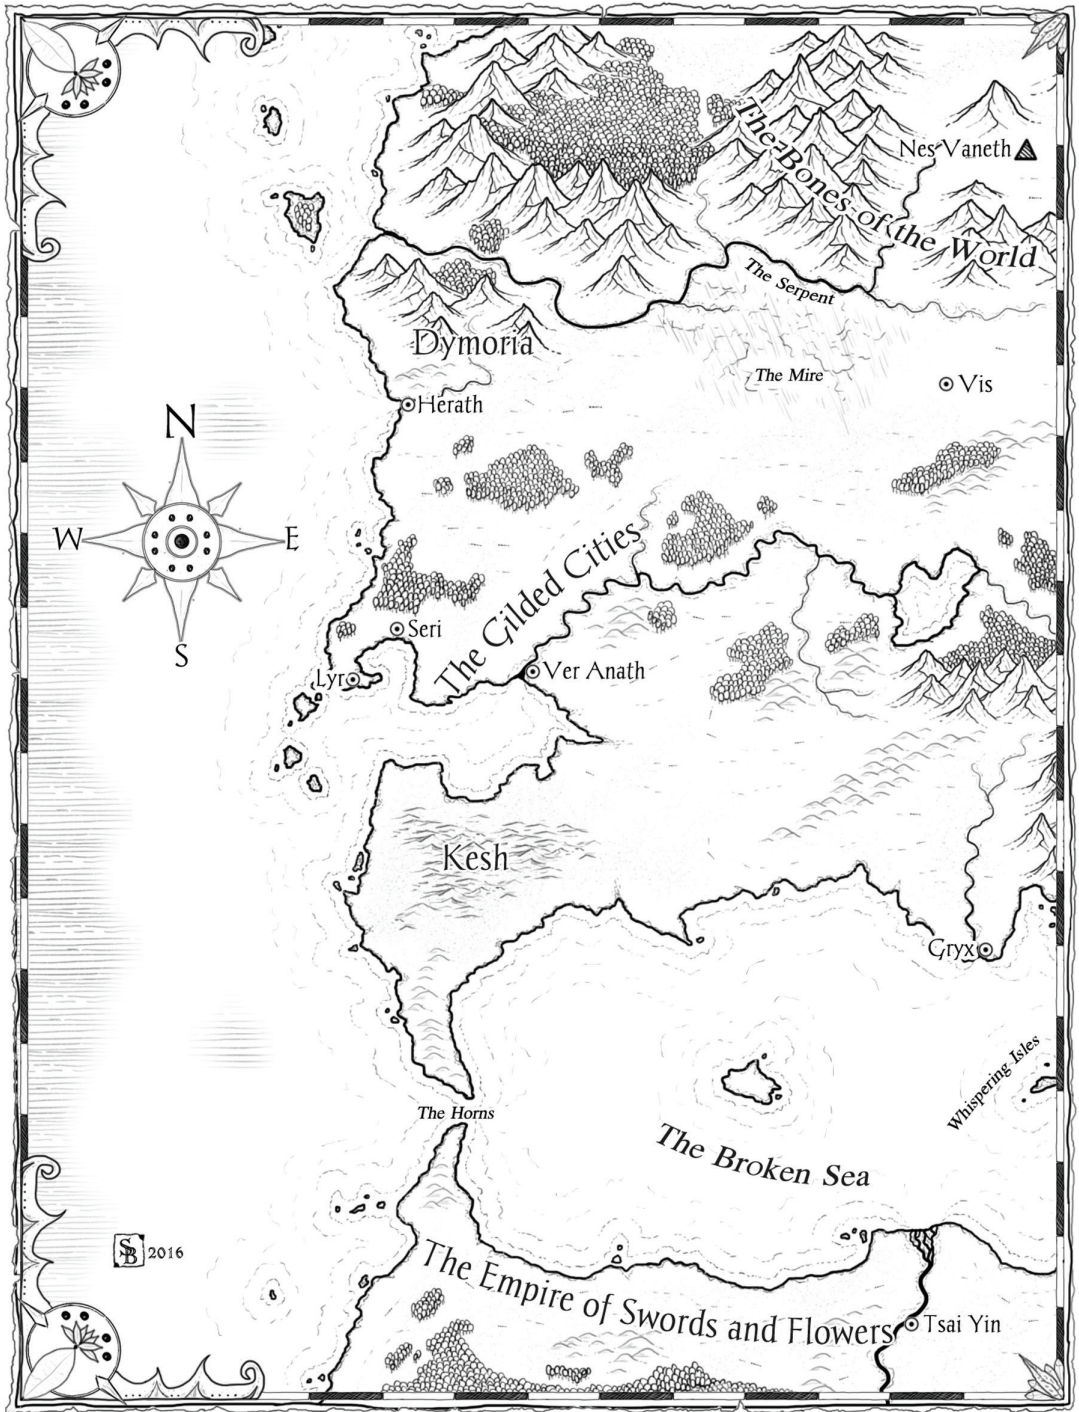 Nes Vaneth
The Bones of the World
The Serpent
Dymoria
The Mire
Vis
Herath
N
W
E
S
The Gilded Cities
Seri
Lyr
Ver Anath
Kesh
Gryx
Whispering Isles
The Horns
The Broken Sea
SB 2016
The Empire of Swords and Flowers
Tsai Yin